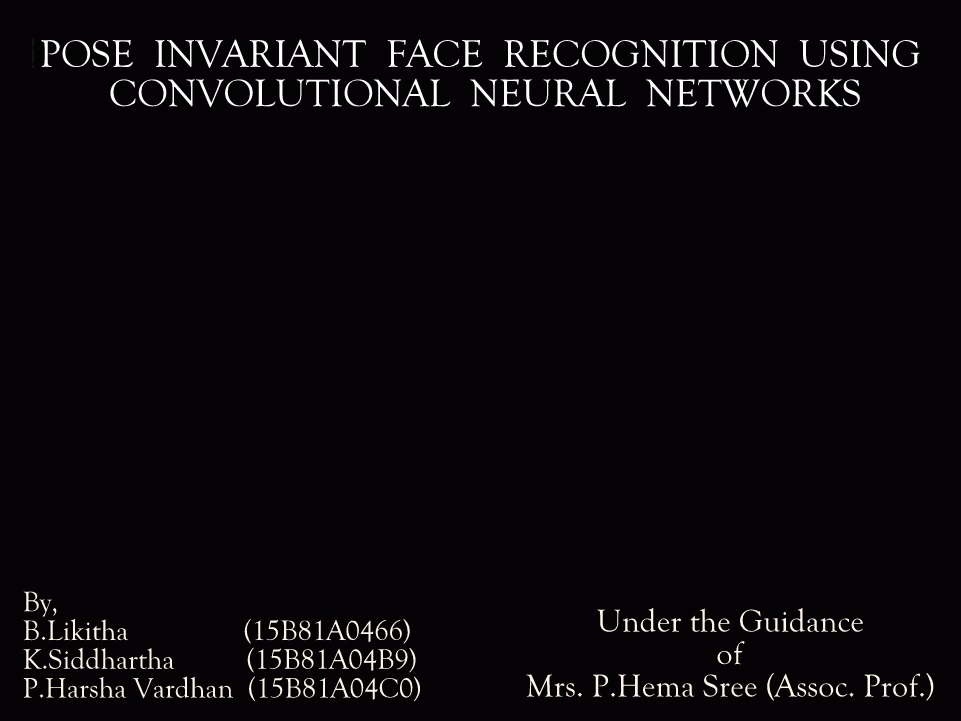 POSE INVARIANT FACE RECOGNITION USING
CONVOLUTIONAL NEURAL NETWORKS
By,
B.Likitha (15B81A0466)
K.Siddhartha (15B81A04B9)
P.Harsha Vardhan (15B81A04C0)
Under the Guidance
of
Mrs. P.Hema Sree (Assoc. Prof.)